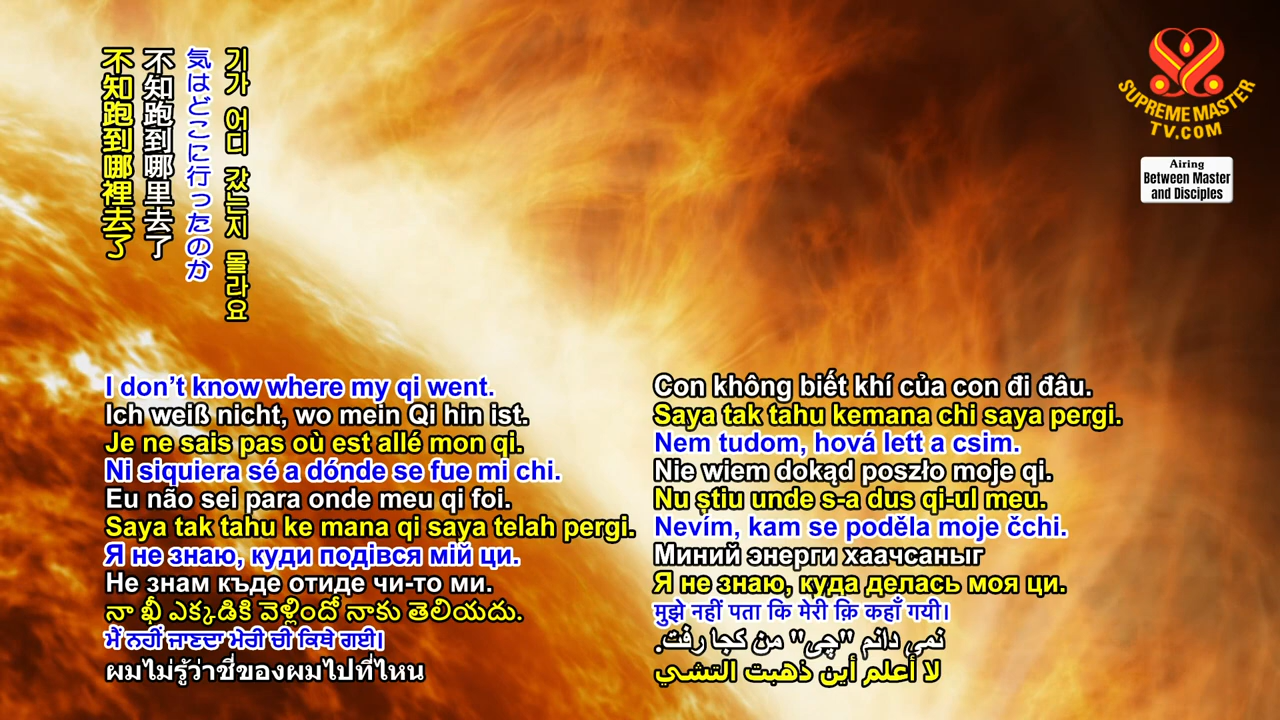 不知跑到哪裡去了
不知跑到哪里去了
気はどこに行ったのか
기가 어디 갔는지 몰라요
SUPREME MASTER
TV.COM
Airing
Between Master
and Disciples
I don’t know where my qi went.
Ich weiß nicht, wo mein Qi hin ist.
Je ne sais pas où est allé mon qi.
Ni siquiera sé a dónde se fue mi chi.
Eu não sei para onde meu qi foi.
Saya tak tahu ke mana qi saya telah pergi.
Я не знаю, куди подівся мій ци.
Не знам къде отиде чи-то ми.
నా ఖీ ఎక్కడికి వెళ్లిందో నాకు తెలియదు.
ਮੈਂ ਨਹੀਂ ਜਾਣਦਾ ਮੇਰੀ ਚੀ ਕਿਥੇ ਗਈ।
ผมไม่รู้ว่าชี่ของผมไปที่ไหน
Con không biết khí của con đi đâu.
Saya tak tahu kemana chi saya pergi.
Nem tudom, hová lett a csim.
Nie wiem dokąd poszło moje qi.
Nu știu unde s-a dus qi-ul meu.
Nevím, kam se poděla moje čchi.
Миний энерги хаачсаныг
Я не знаю, куда делась моя ци.
मुझे नहीं पता कि मेरी क़ि कहाँ गयी।
نمی دانم "چی" من کجا رفت.
لا أعلم أين ذهبت التشي